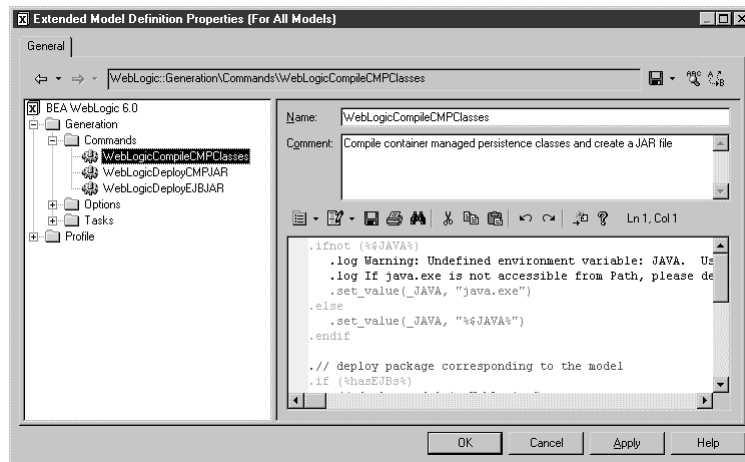 Extended Model Definition Properties (For All Models)
General
WebLogic::Generation\Commands\WebLogicCompileCMPClasses
BEA WebLogic 6.0
Generation
Commands
WebLogicCompileCMPClasses
WebLogicDeployCMPJAR
WebLogicDeployEJBJAR
Options
Tasks
Profile
Name: WebLogicCompileCMPClasses
Comment: Compile container managed persistence classes and create a JAR file
Ln 1, Col 1
.ifnot (%$JAVA%)
.log Warning: Undefined environment variable: JAVA. Us
.log If java.exe is not accessible from Path, please de
.set_value(_JAVA, "java.exe")
.else
.set_value(_JAVA, "%$JAVA%")
.endif
.// deploy package corresponding to the model
.if (%hasEJBs%)
OK Cancel Apply Help